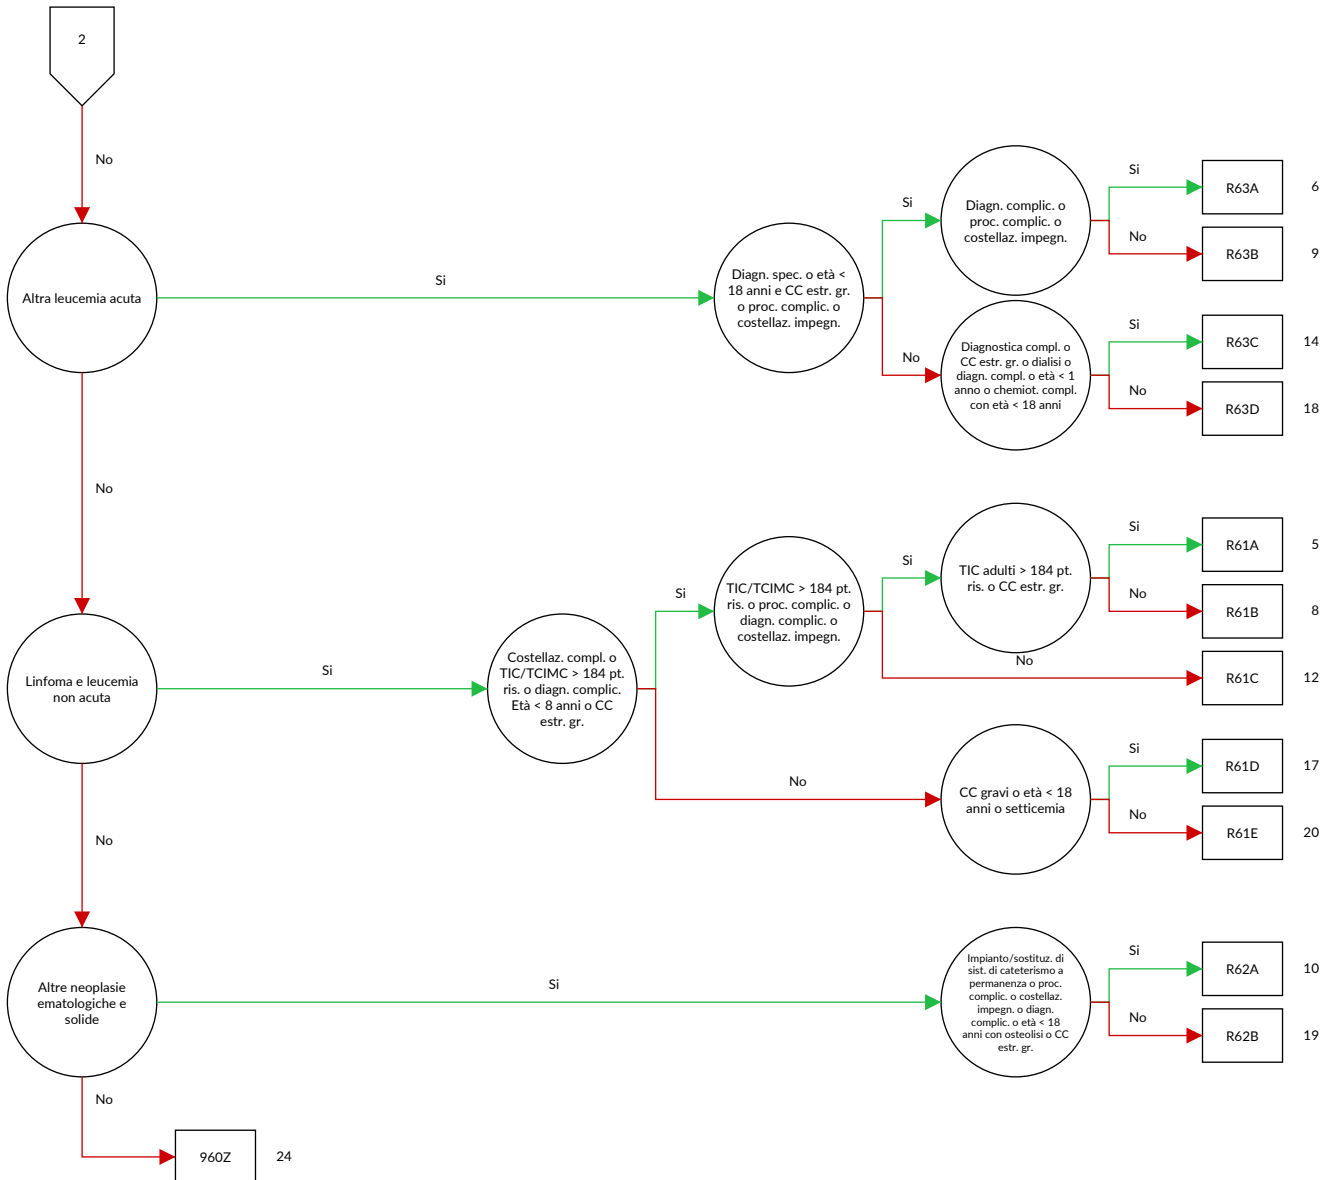 2
No
Altra leucemia acuta
Si
Diagn. spec. o età <
18 anni e CC estr. gr.
o proc. complic. o
costellaz. impegn.
Si
Diagn. complic. o
proc. complic. o
costellaz. impegn.
Si
R63A
6
No
R63B
9
No
Diagnostica compl. o
CC estr. gr. o dialisi o
diagn. compl. o età < 1
anno o chemiot. compl.
con età < 18 anni
Si
R63C
14
No
R63D
18
No
Linfoma e leucemia
non acuta
Si
Costellaz. compl. o
TIC/TCIMC > 184 pt.
ris. o diagn. complic.
Età < 8 anni o CC
estr. gr.
Si
TIC/TCIMC > 184 pt.
ris. o proc. complic. o
diagn. complic. o
costellaz. impegn.
Si
TIC adulti > 184 pt.
ris. o CC estr. gr.
Si
R61A
5
No
R61B
8
No
R61C
12
No
CC gravi o età < 18
anni o setticemia
Si
R61D
17
No
R61E
20
No
Altre neoplasie
ematologiche e
solide
Si
Impianto/sostituz. di
sist. di cateterismo a
permanenza o proc.
complic. o costellaz.
impegn. o diagn.
complic. o età < 18
anni con osteolisi o CC
estr. gr.
Si
R62A
10
No
R62B
19
No
960Z
24